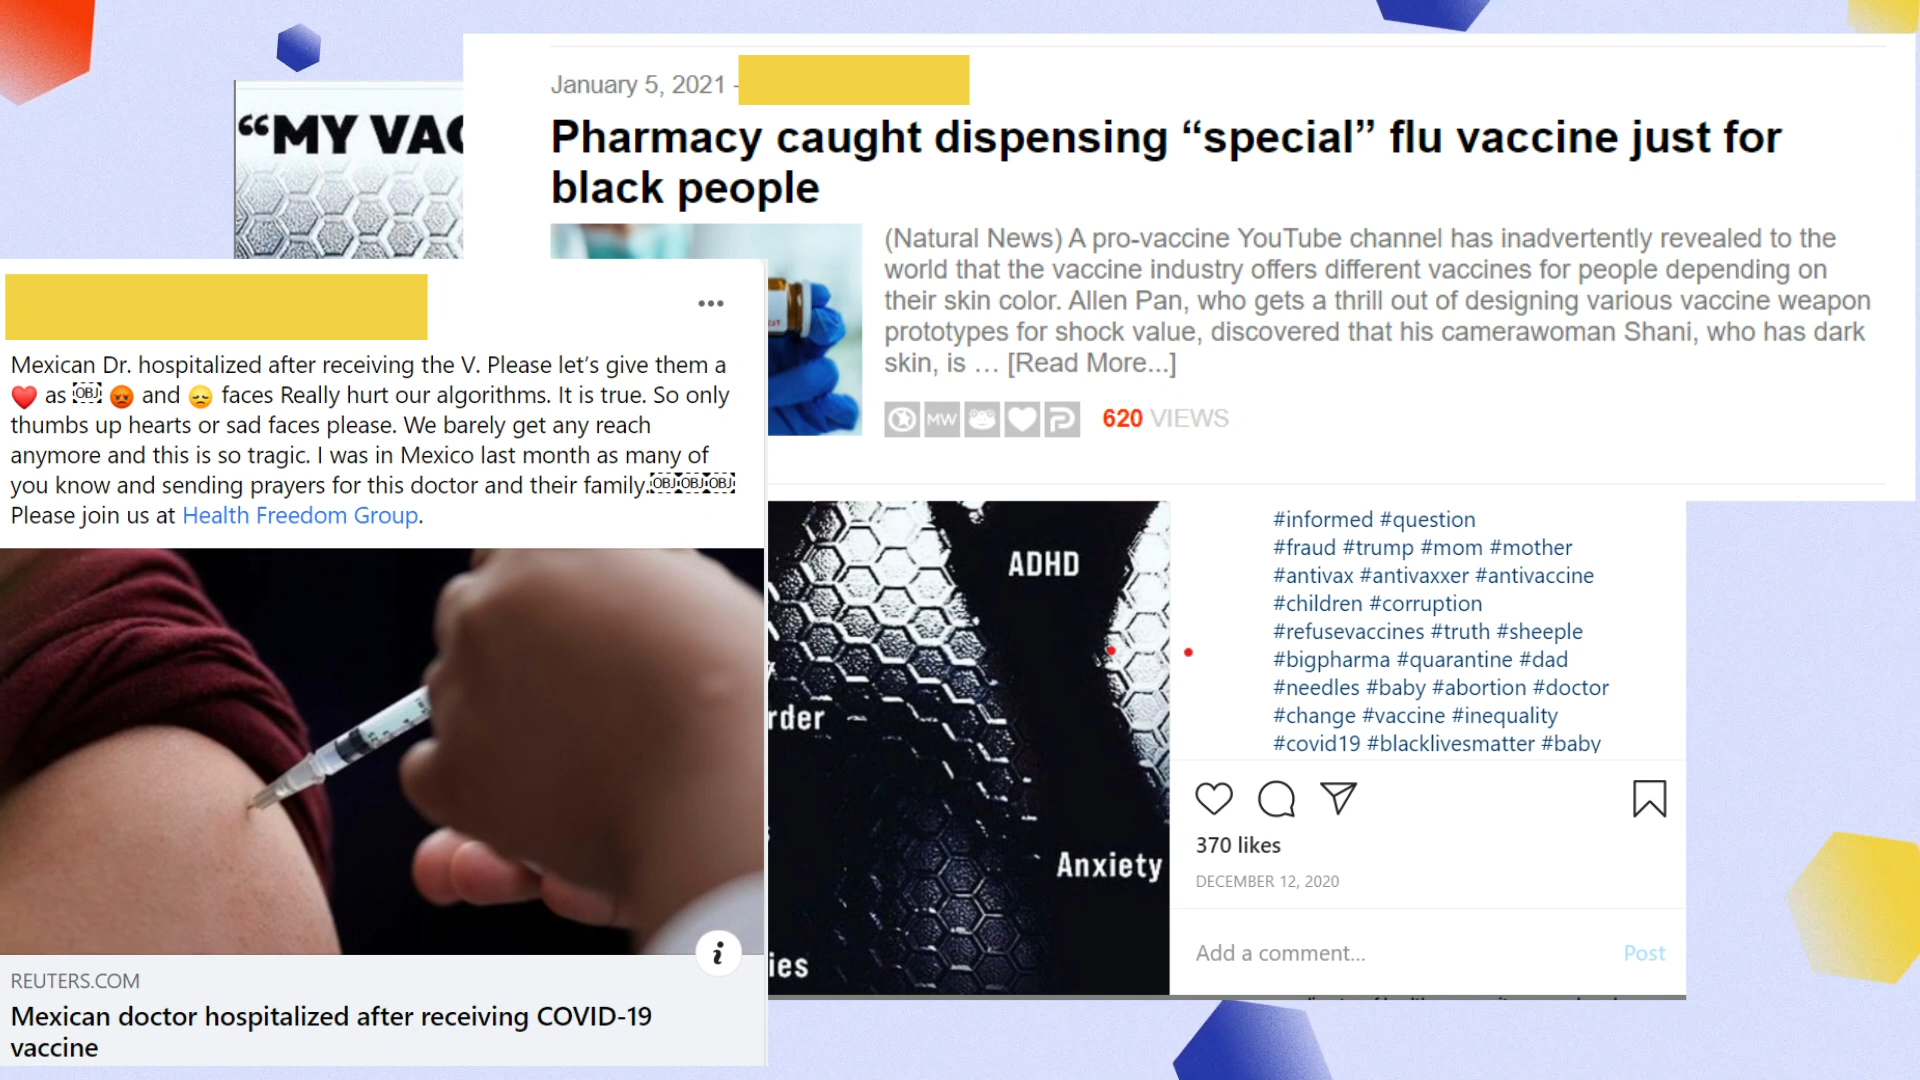 “MY VAC
January 5, 2021 -
Pharmacy caught dispensing “special” flu vaccine just for
black people
(Natural News) A pro-vaccine YouTube channel has inadvertently revealed to the
world that the vaccine industry offers different vaccines for people depending on
their skin color. Allen Pan, who gets a thrill out of designing various vaccine weapon
prototypes for shock value, discovered that his camerawoman Shani, who has dark
skin, is … [Read More...]
MW
620 VIEWS
Mexican Dr. hospitalized after receiving the V. Please let’s give them a
❤️ as OBJ 😡 and 😞 faces Really hurt our algorithms. It is true. So only
thumbs up hearts or sad faces please. We barely get any reach
anymore and this is so tragic. I was in Mexico last month as many of
you know and sending prayers for this doctor and their family.OBJ OBJ OBJ
Please join us at Health Freedom Group.
REUTERS.COM
Mexican doctor hospitalized after receiving COVID-19
vaccine
ADHD
rder
Anxiety
ies
#informed #question
#fraud #trump #mom #mother
#antivax #antivaxxer #antivaccine
#children #corruption
#refusevaccines #truth #sheeple
#bigpharma #quarantine #dad
#needles #baby #abortion #doctor
#change #vaccine #inequality
#covid19 #blacklivesmatter #baby
370 likes
DECEMBER 12, 2020
Add a comment...
Post